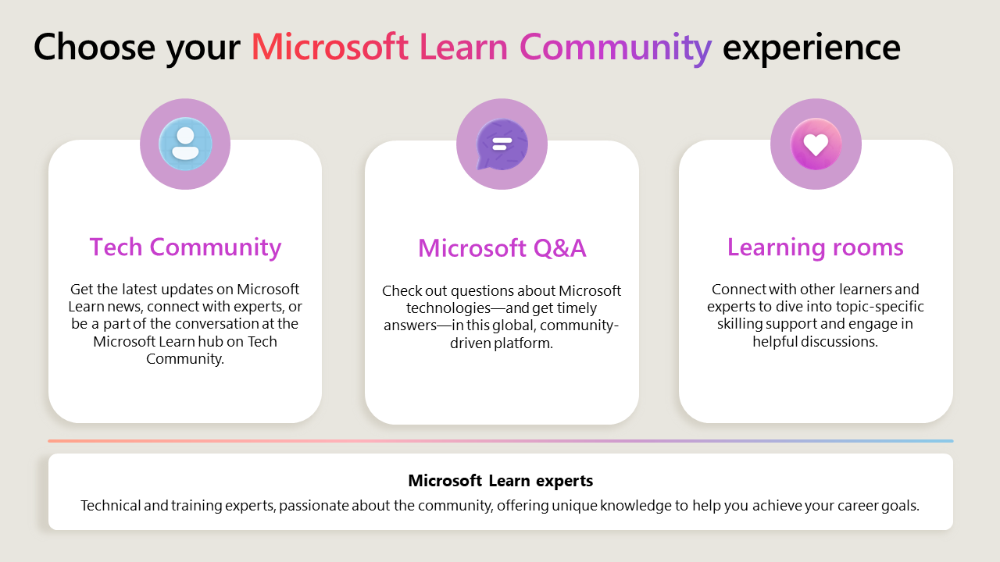 Choose your Microsoft Learn Community experience
Tech Community
Get the latest updates on Microsoft
Learn news, connect with experts, or
be a part of the conversation at the
Microsoft Learn hub on Tech
Community.
Microsoft Q&A
Check out questions about Microsoft
technologies—and get timely
answers—in this global, community-
driven platform.
Learning rooms
Connect with other learners and
experts to dive into topic-specific
skilling support and engage in
helpful discussions.
Microsoft Learn experts
Technical and training experts, passionate about the community, offering unique knowledge to help you achieve your career goals.